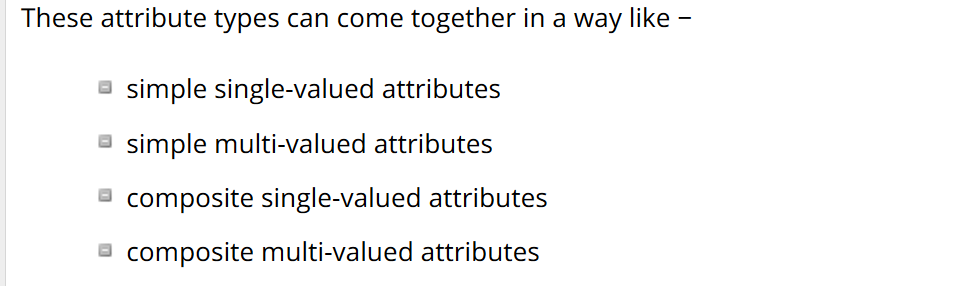 These attribute types can come together in a way like −
simple single-valued attributes
simple multi-valued attributes
composite single-valued attributes
composite multi-valued attributes